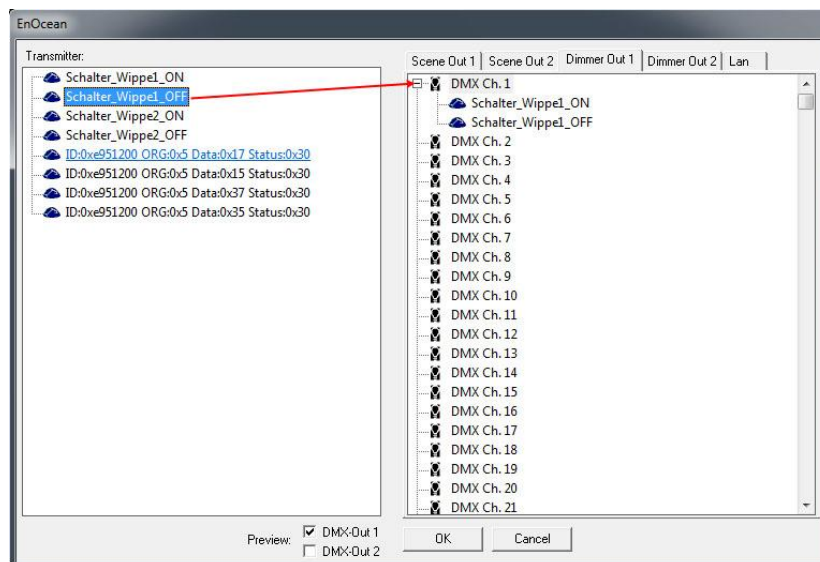 EnOcean
Transmitter:
Schalter_Wippe1_ON
Schalter_Wippe1_OFF
Schalter_Wippe2_ON
Schalter_Wippe2_OFF
ID:0xe951200 ORG:0x5 Data:0x17 Status:0x30
ID:0xe951200 ORG:0x5 Data:0x15 Status:0x30
ID:0xe951200 ORG:0x5 Data:0x37 Status:0x30
ID:0xe951200 ORG:0x5 Data:0x35 Status:0x30
Scene Out 1 Scene Out 2 Dimmer Out 1 Dimmer Out 2 Lan
DMX Ch. 1
Schalter_Wippe1_ON
Schalter_Wippe1_OFF
DMX Ch. 2
DMX Ch. 3
DMX Ch. 4
DMX Ch. 5
DMX Ch. 6
DMX Ch. 7
DMX Ch. 8
DMX Ch. 9
DMX Ch. 10
DMX Ch. 11
DMX Ch. 12
DMX Ch. 13
DMX Ch. 14
DMX Ch. 15
DMX Ch. 16
DMX Ch. 17
DMX Ch. 18
DMX Ch. 19
DMX Ch. 20
DMX Ch. 21
Preview: DMX-Out 1
DMX-Out 2
OK Cancel